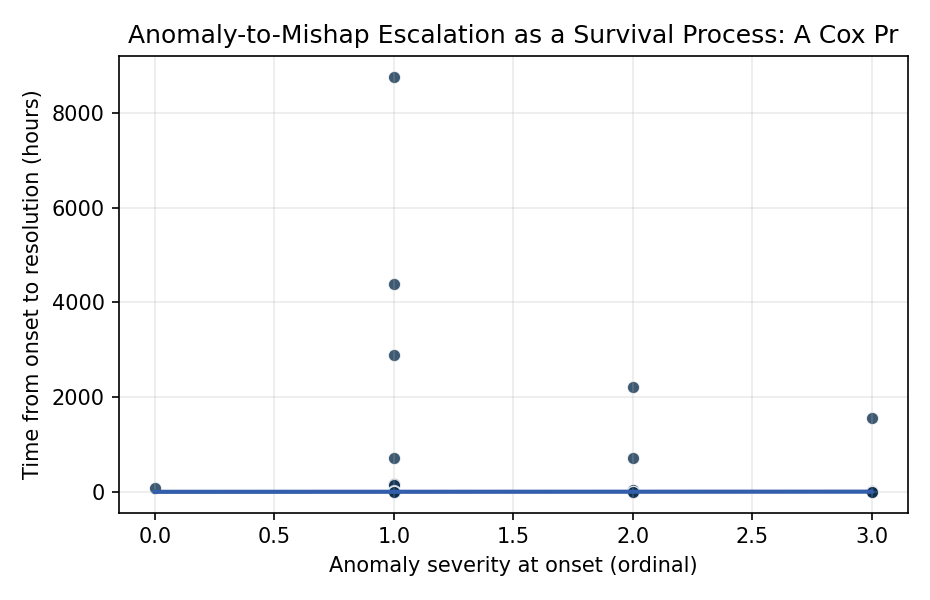 Anomaly-to-Mishap Escalation as a Survival Process: A Cox Pr
Time from onset to resolution (hours)
8000
6000
4000
2000
0
0.0 0.5 1.0 1.5 2.0 2.5 3.0
Anomaly severity at onset (ordinal)